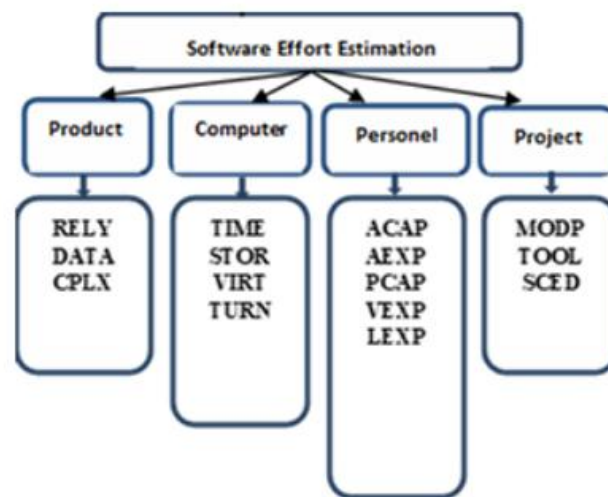 Software Effort Estimation
Product
Computer
Personel
Project
RELY
DATA
CPLX
TIME
STOR
VIRT
TURN
ACAP
AEXP
PCAP
VEXP
LEXP
MODP
TOOL
SCED